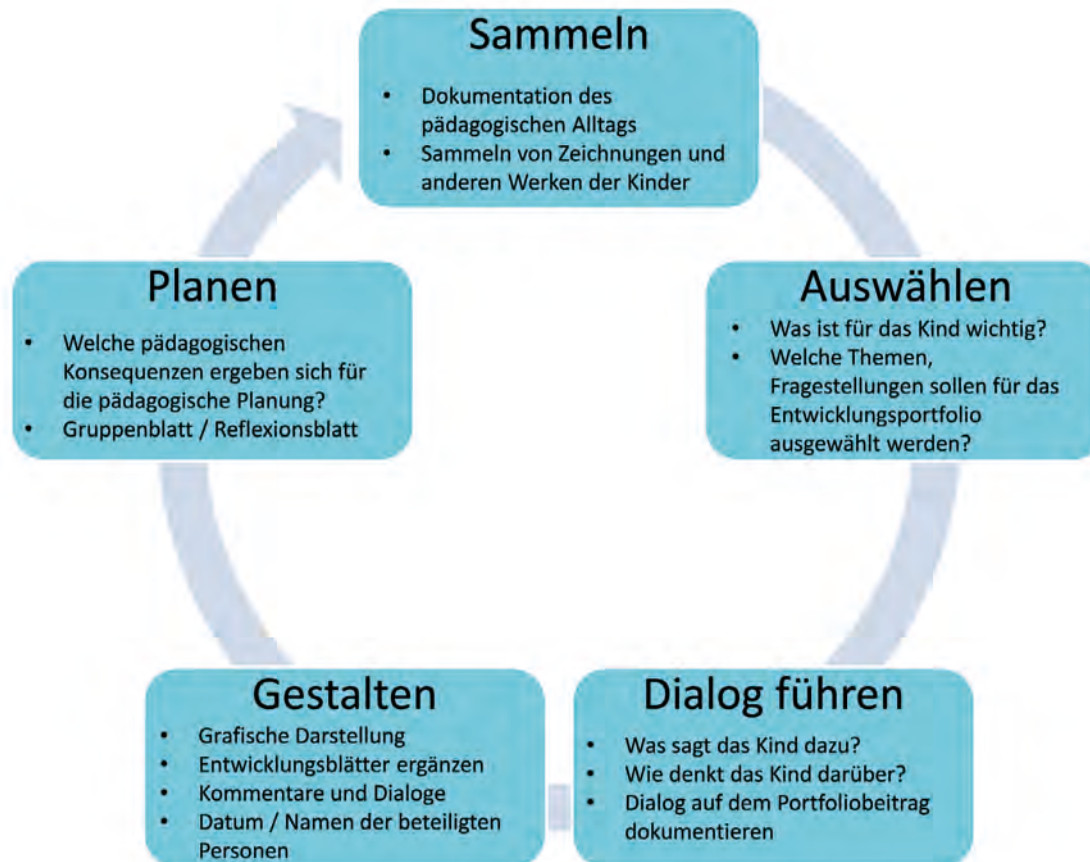 Sammeln
• Dokumentation des
pädagogischen Alltags
• Sammeln von Zeichnungen und
anderen Werken der Kinder
Auswählen
• Was ist für das Kind wichtig?
• Welche Themen,
Fragestellungen sollen für das
Entwicklungsportfolio
ausgewählt werden?
Dialog führen
• Was sagt das Kind dazu?
• Wie denkt das Kind darüber?
• Dialog auf dem Portfoliobeitrag
dokumentieren
Gestalten
• Grafische Darstellung
• Entwicklungsblätter ergänzen
• Kommentare und Dialoge
• Datum / Namen der beteiligten
Personen
Planen
• Welche pädagogischen
Konsequenzen ergeben sich für
die pädagogische Planung?
• Gruppenblatt / Reflexionsblatt